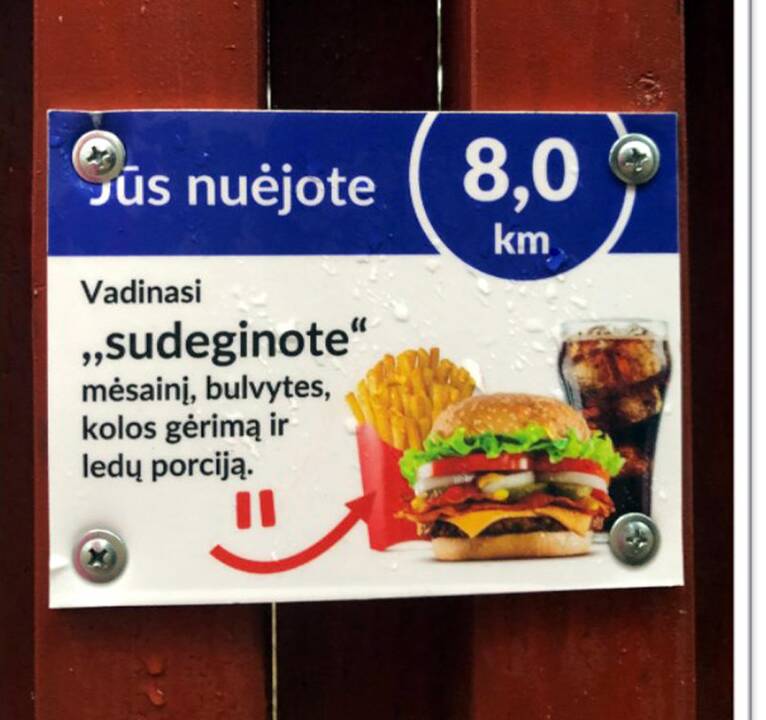 Jūs nuėjote
8,0
km
Vadinasi
„sudeginote“
mėsainį, bulvytes,
kolos gėrimą ir
ledų porciją.